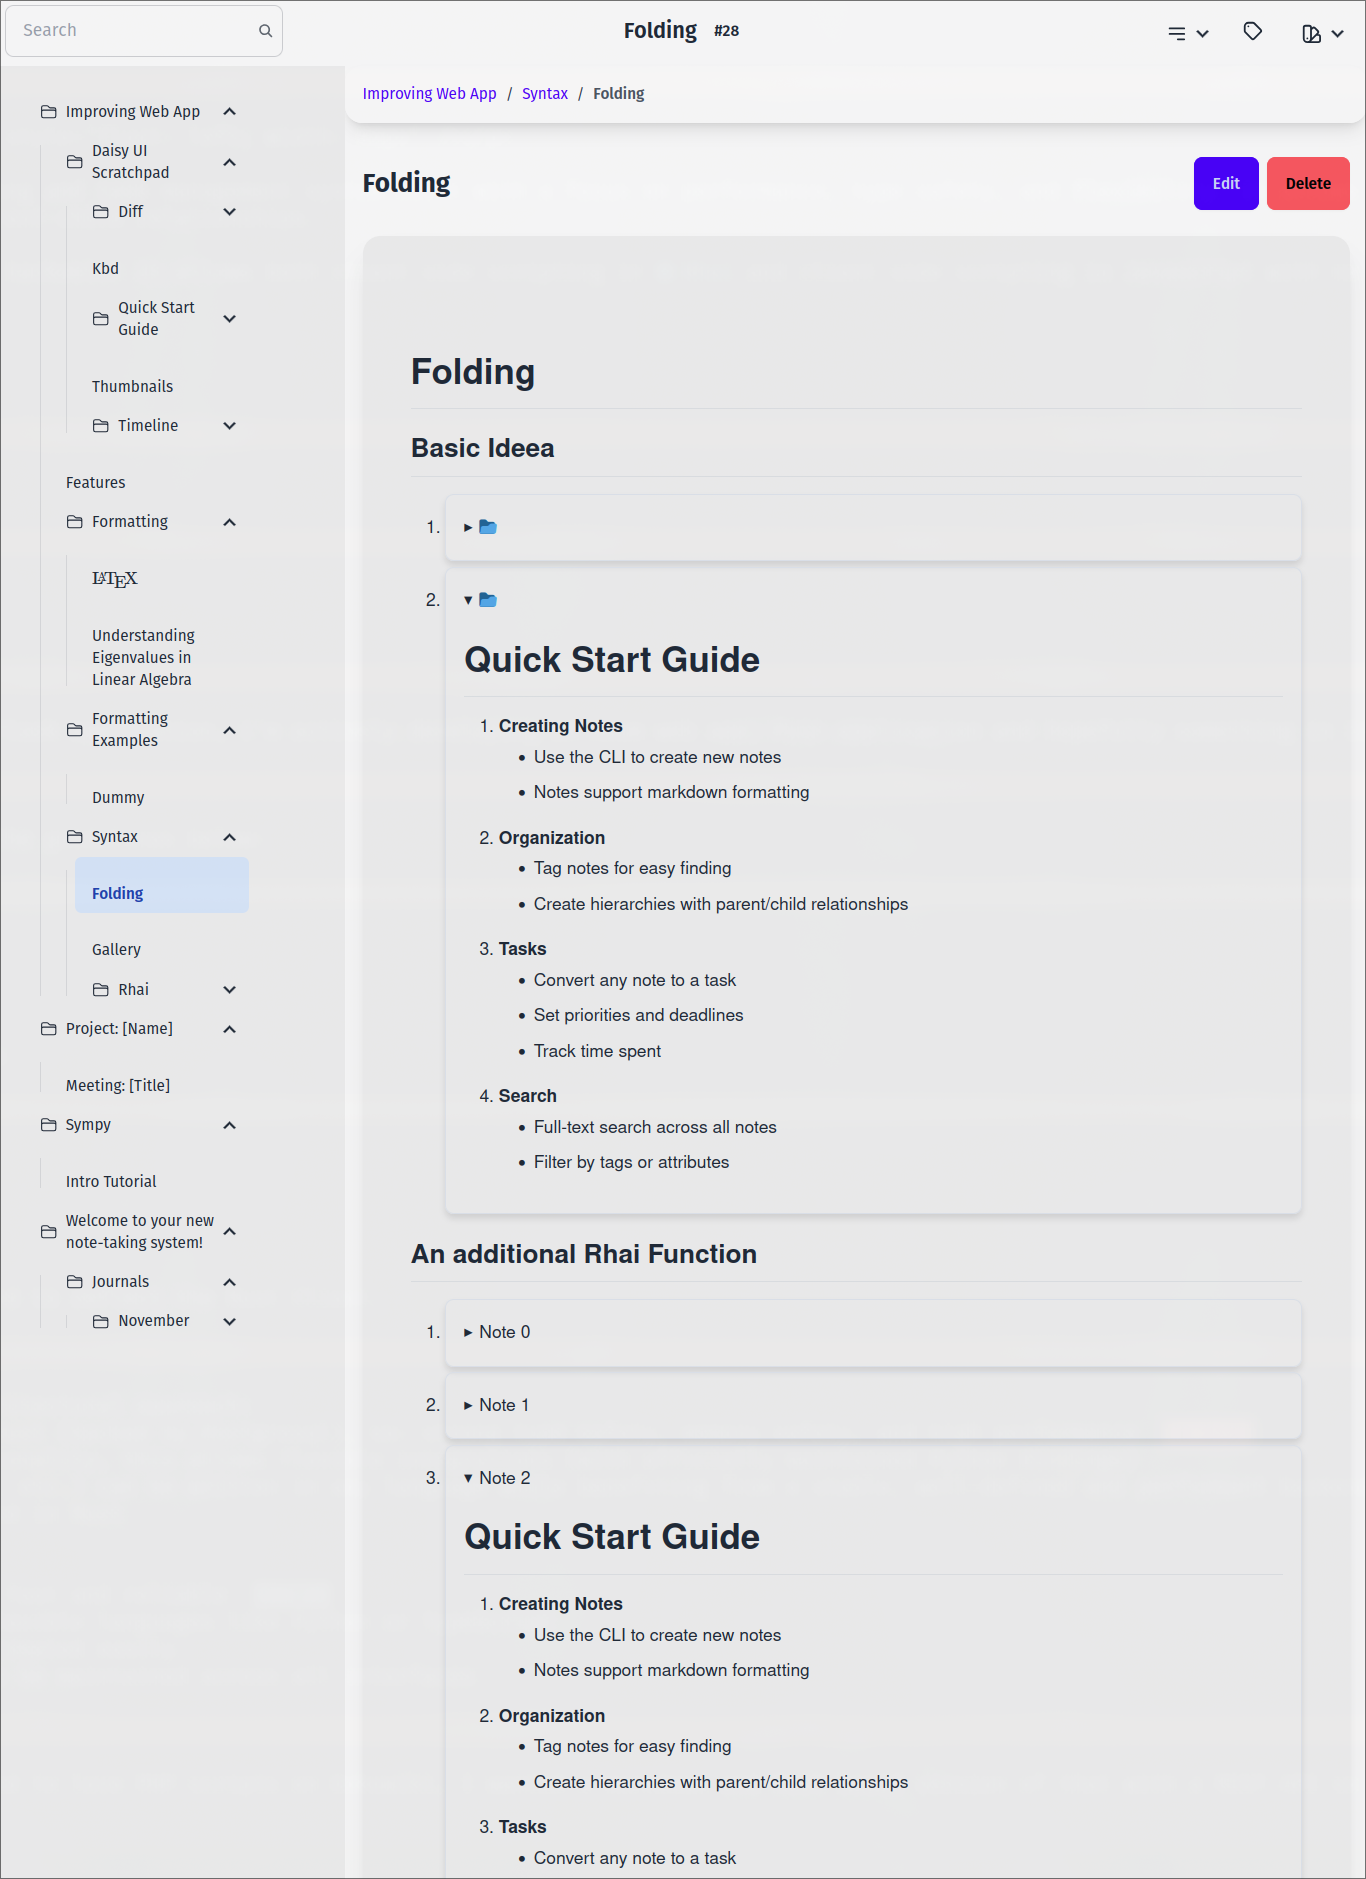 Search
Folding #28
Improving Web App
Daisy UI
Scratchpad
Diff
Kbd
Quick Start
Guide
Thumbnails
Timeline
Features
Formatting
LATEX
Understanding
Eigenvalues in
Linear Algebra
Formatting
Examples
Dummy
Syntax
Folding
Gallery
Rhai
Project: [Name]
Meeting: [Title]
Sympy
Intro Tutorial
Welcome to your new
note-taking system!
Journals
November
Improving Web App / Syntax / Folding
Folding
Edit
Delete
Folding
Basic Ideea
1.
2.
Quick Start Guide
1. Creating Notes
• Use the CLI to create new notes
• Notes support markdown formatting
2. Organization
• Tag notes for easy finding
• Create hierarchies with parent/child relationships
3. Tasks
• Convert any note to a task
• Set priorities and deadlines
• Track time spent
4. Search
• Full-text search across all notes
• Filter by tags or attributes
An additional Rhai Function
1. Note 0
2. Note 1
3. Note 2
Quick Start Guide
1. Creating Notes
• Use the CLI to create new notes
• Notes support markdown formatting
2. Organization
• Tag notes for easy finding
• Create hierarchies with parent/child relationships
3. Tasks
• Convert any note to a task